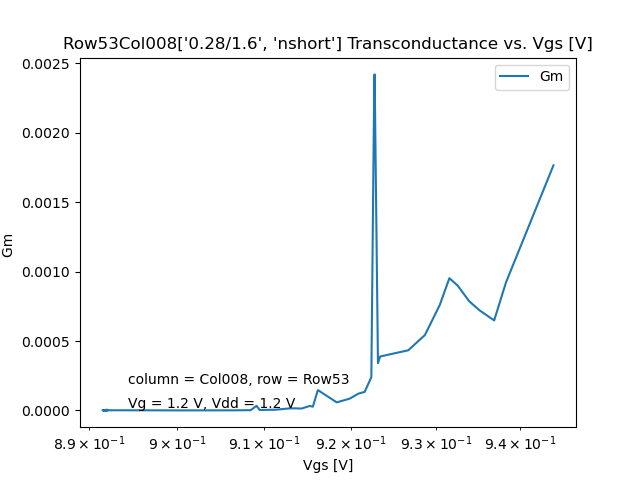 Row53Col008['0.28/1.6', 'nshort'] Transconductance vs. Vgs [V]
Gm
0.0025
0.0020
0.0015
0.0010
0.0005
0.0000
Gm
column = Col008, row = Row53
Vg = 1.2 V, Vdd = 1.2 V
8.9 × 10⁻¹
9 × 10⁻¹
9.1 × 10⁻¹
9.2 × 10⁻¹
9.3 × 10⁻¹
9.4 × 10⁻¹
Vgs [V]